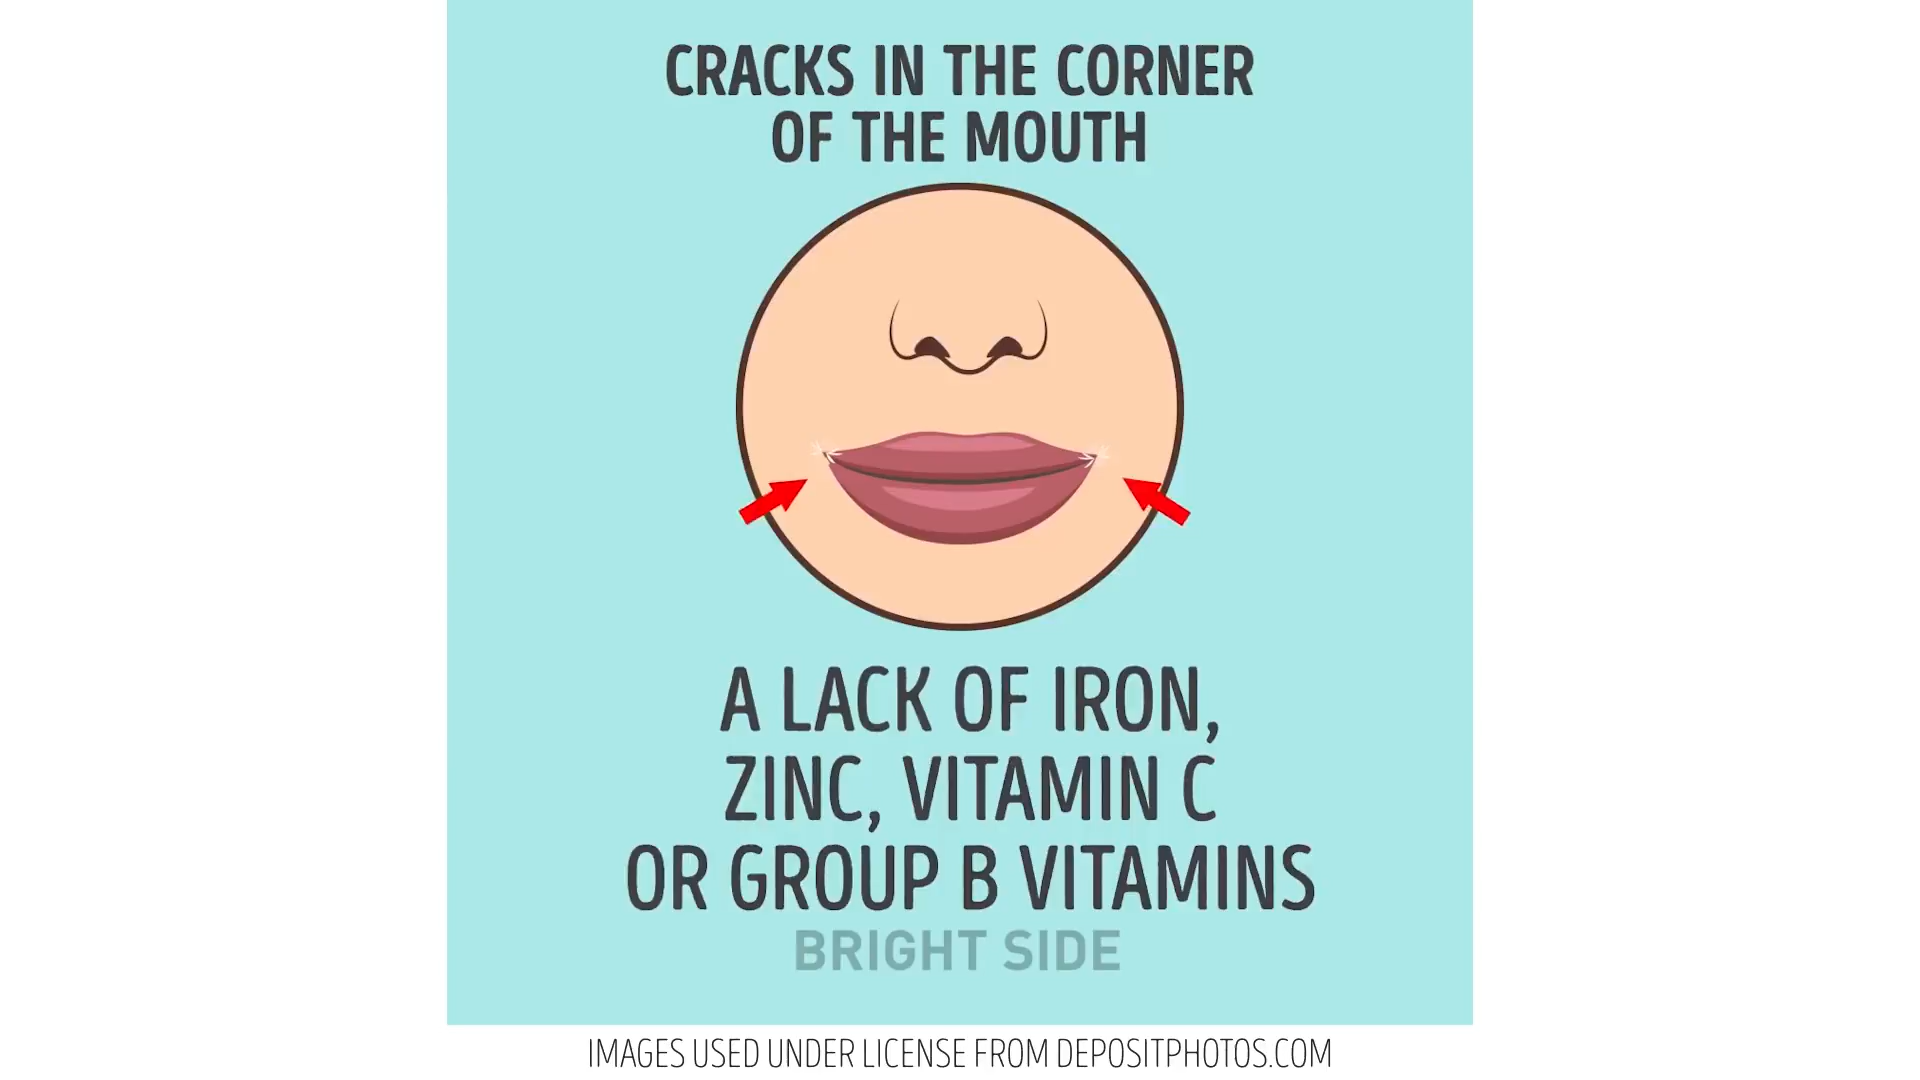 CRACKS IN THE CORNER
OF THE MOUTH
A LACK OF IRON,
ZINC, VITAMIN C
OR GROUP B VITAMINS
BRIGHT SIDE
IMAGES USED UNDER LICENSE FROM DEPOSITPHOTOS.COM